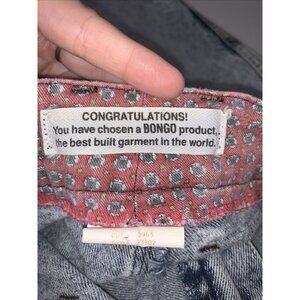 CONGRATULATIONS!
You have chosen a BONGO product,
the best built garment in the world.